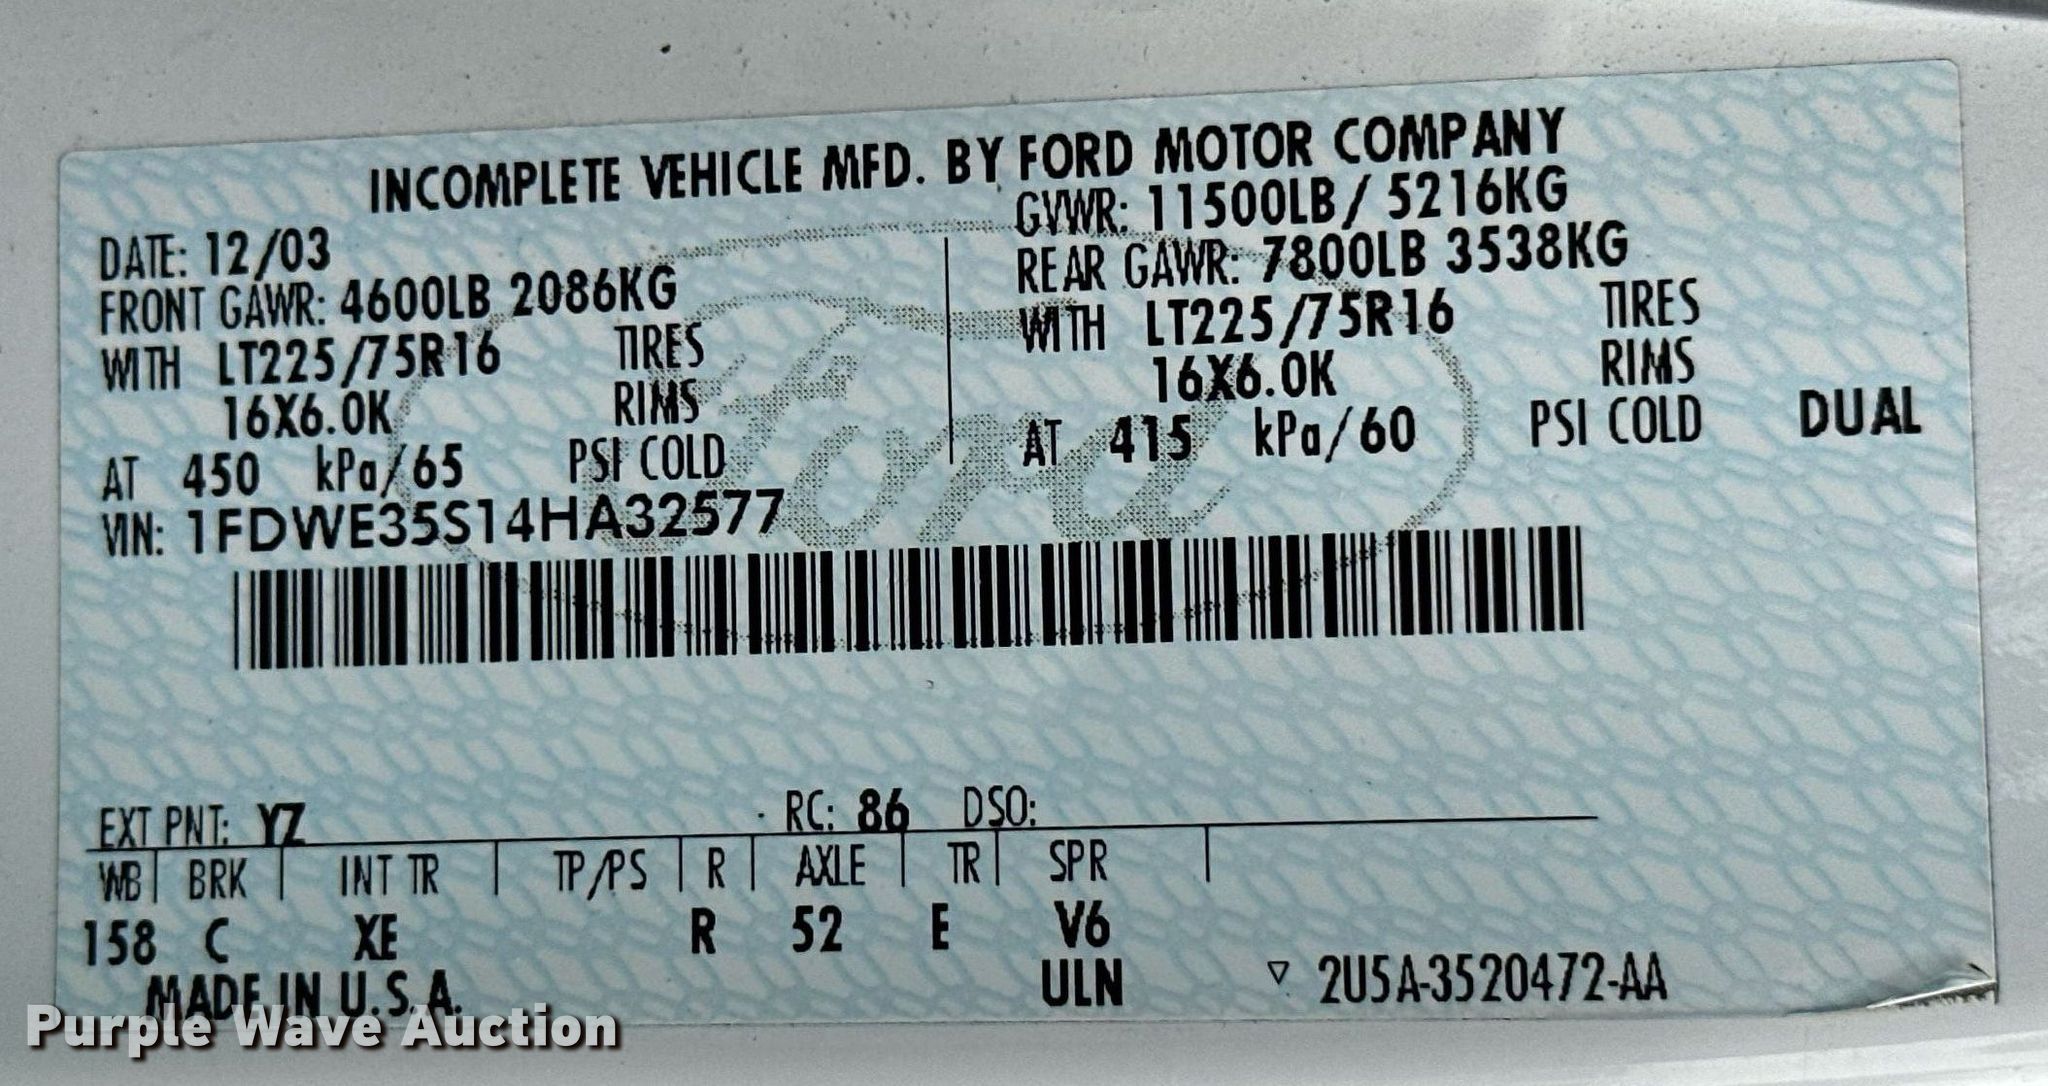 INCOMPLETE VEHICLE MFD. BY FORD MOTOR COMPANY
DATE: 12/03
FRONT GAWR: 4600LB 2086KG
WITH LT225/75R16 TIRES
16X6.0K RIMS
AT 450 kPa/65 PSI COLD
GVWR: 11500LB/ 5216KG
REAR GAWR: 7800LB 3538KG
WITH LT225/75R16 TIRES
16X6.0K RIMS
AT 415 kPa/60 PSI COLD DUAL
VIN: 1FDWE35S14HA32577
Ford
EXT PNT: YZ RC: 86 DSO:
WB BRK INT TR TP/PS R AXLE TR SPR
158 C XE R 52 E V6
MADE IN U.S.A. ULN 2U5A-3520472-AA
Purple Wave Auction